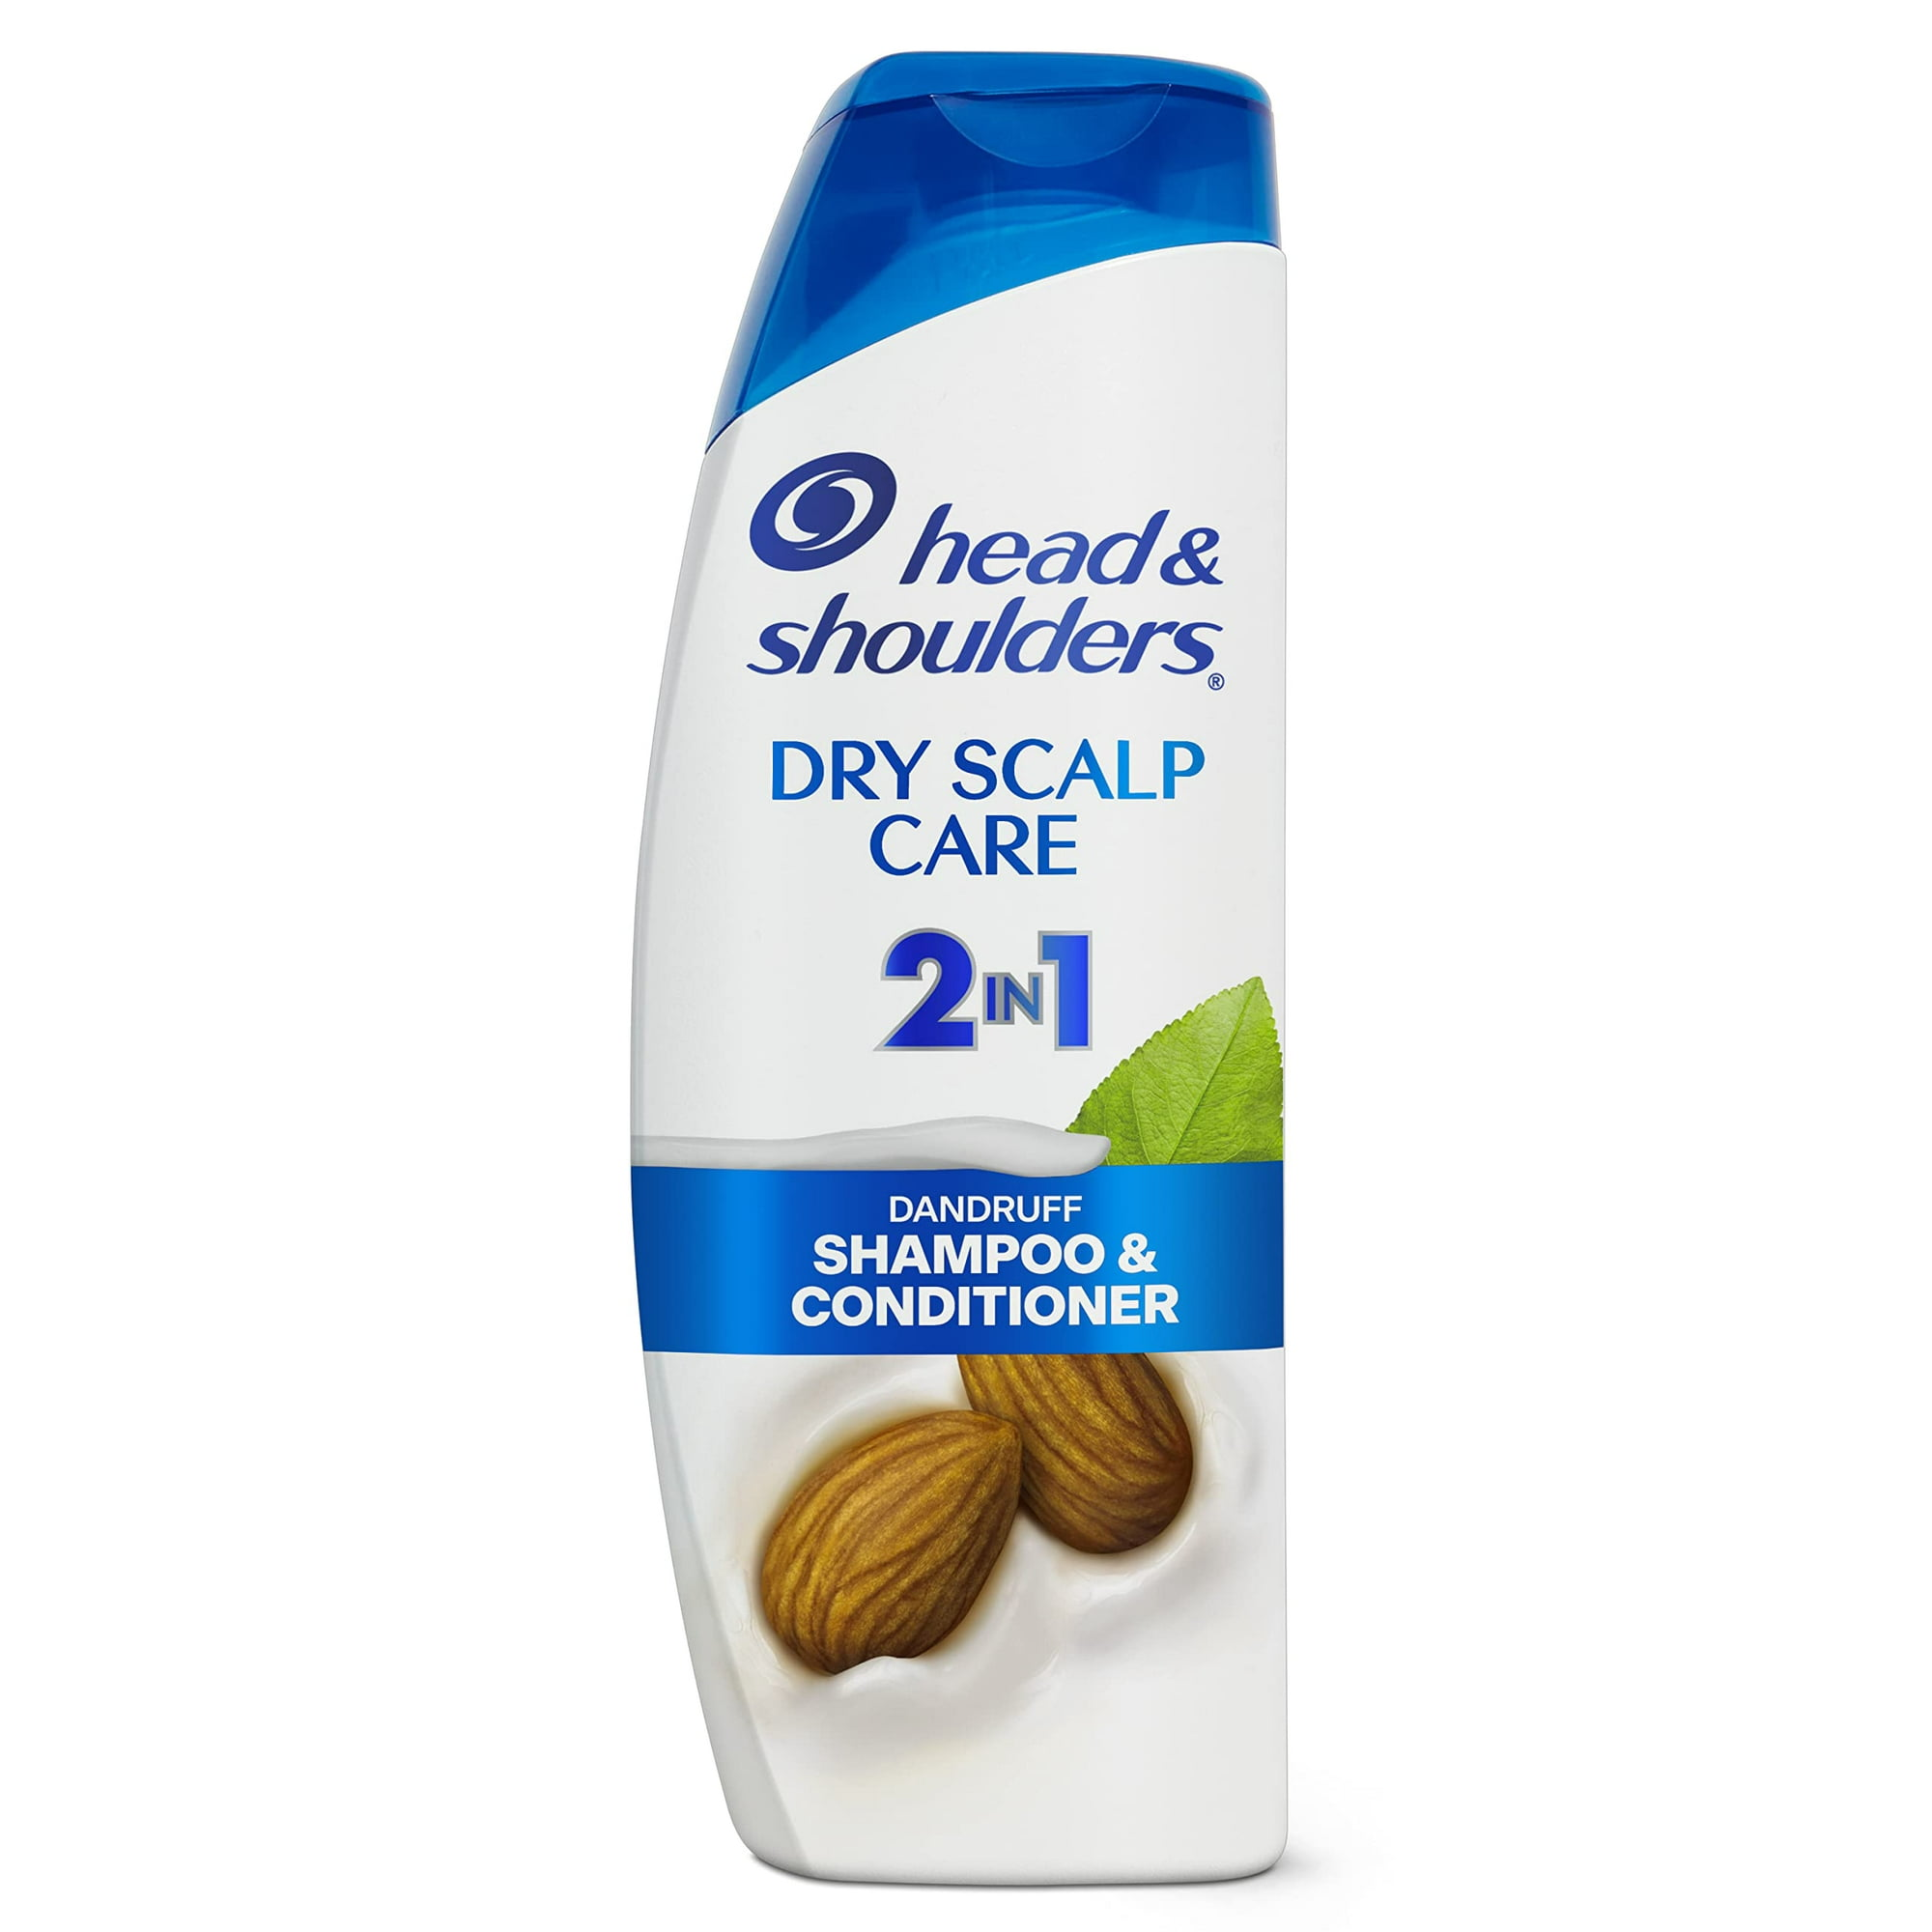 head &
shoulders®
DRY SCALP
CARE
2IN1
DANDRUFF
SHAMPOO &
CONDITIONER